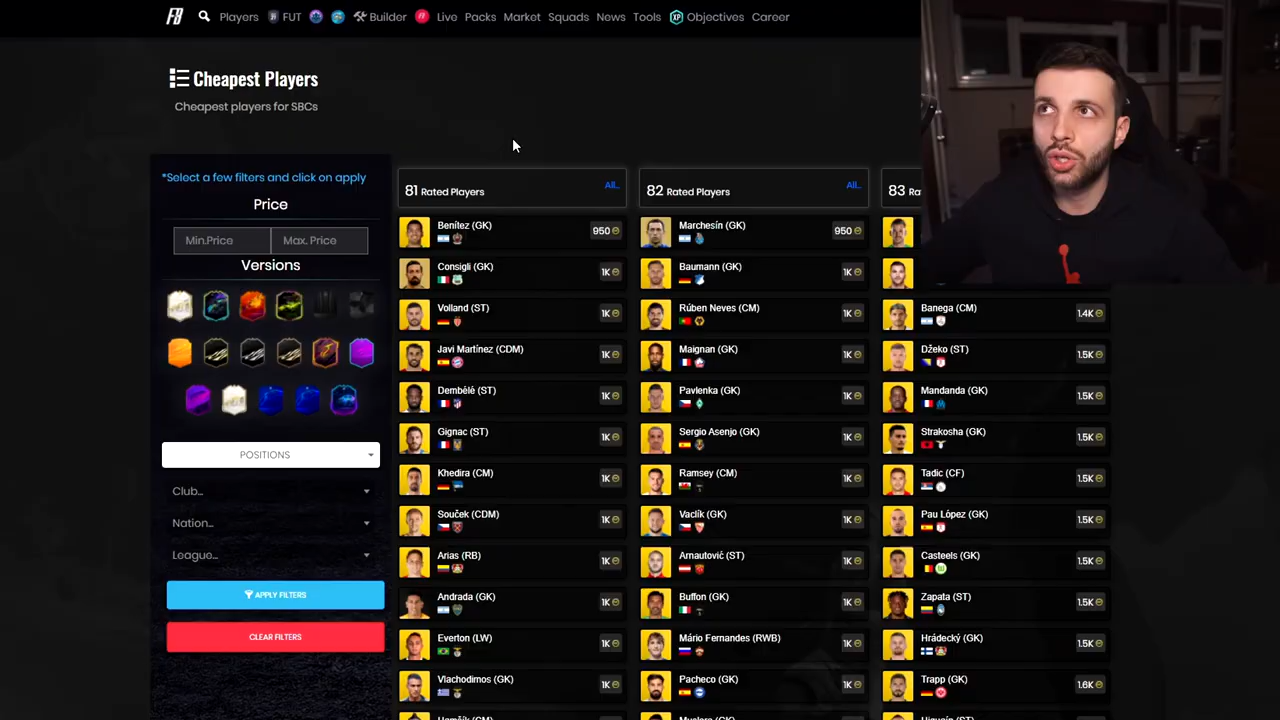 Players FUT Builder Live Packs Market Squads News Tools XP Objectives Career
Cheapest Players
Cheapest players for SBCs
*Select a few filters and click on apply
Price
Min.Price Max. Price
Versions
POSITIONS
Club...
Nation...
League...
APPLY FILTERS
CLEAR FILTERS
81 Rated Players All..
Benítez (GK) 950
Consigli (GK) 1K
Volland (ST) 1K
Javi Martínez (CDM) 1K
Dembélé (ST) 1K
Gignac (ST) 1K
Khedira (CM) 1K
Souček (CDM) 1K
Arias (RB) 1K
Andrada (GK) 1K
Everton (LW) 1K
Vlachodimos (GK) 1K
82 Rated Players All..
Marchesín (GK) 950
Baumann (GK) 1K
Rúben Neves (CM) 1K
Maignan (GK) 1K
Pavlenka (GK) 1K
Sergio Asenjo (GK) 1K
Ramsey (CM) 1K
Vaclík (GK) 1K
Arnautović (ST) 1K
Buffon (GK) 1K
Mário Fernandes (RWB) 1K
Pacheco (GK) 1K
83 Ra
Banega (CM) 1.4K
Džeko (ST) 1.5K
Mandanda (GK) 1.5K
Strakosha (GK) 1.5K
Tadic (CF) 1.5K
Pau López (GK) 1.5K
Casteels (GK) 1.5K
Zapata (ST) 1.5K
Hrádecký (GK) 1.5K
Trapp (GK) 1.6K